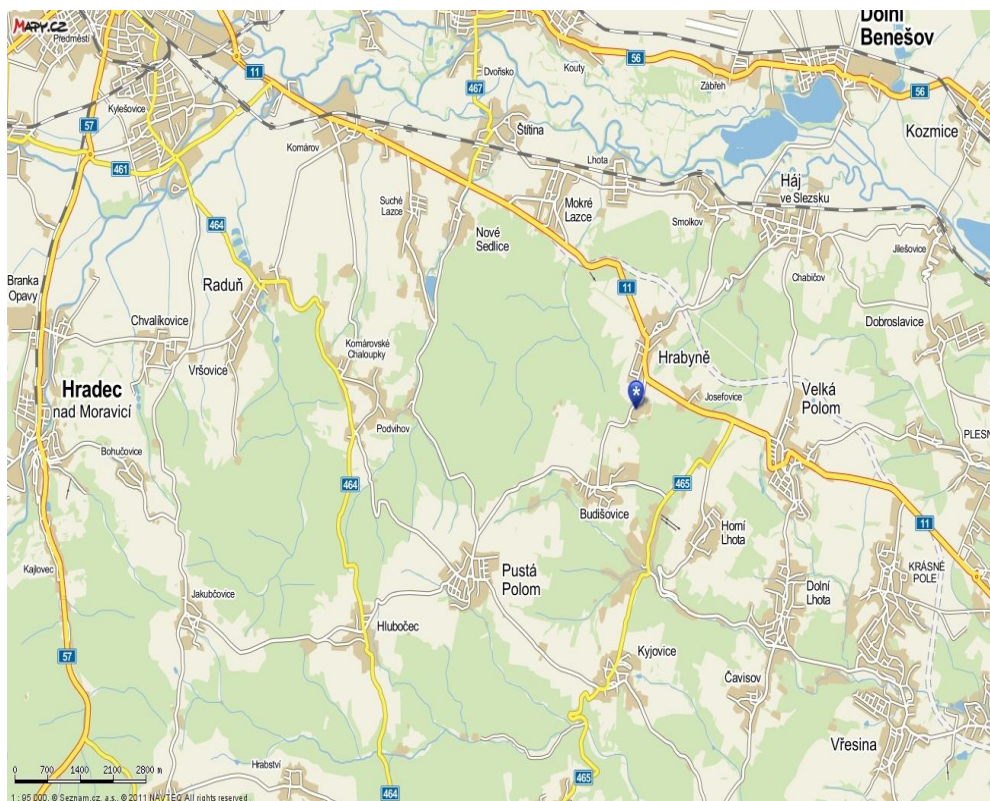 MAPY.CZ
Předměstí
Dolní
Benešov
11
56
Kouty
Zábřeh
Dvořisko
467
56
Kylešovice
57
Komárov
Štítina
Kozmice
461
Lhota
Háj
ve Slezsku
Suché
Lazce
Mokré
Lazce
Smolkov
464
Nové
Sedlice
Jilešovice
Branka
Opavy
Raduň
Chabičov
11
Chvalíkovice
Dobroslavice
Komárovské
Chaloupky
Hrabyně
Vršovice
Hradec
nad Moravicí
*
Josefovice
Velká
Polom
Podvihov
PLESN
Bohučovice
464
465
Budišovice
Horní
Lhota
11
Kajlovec
Pustá
Polom
KRÁSNÉ
POLE
Dolní
Lhota
Jakubčovice
Hlubočec
57
Kyjovice
Čavisov
Vřesina
Hrabství
465
464
0 700 1400 2100 2800 m
1 : 95 000, © Seznam.cz, a.s., © 2011 NAVTEQ All rights reserved